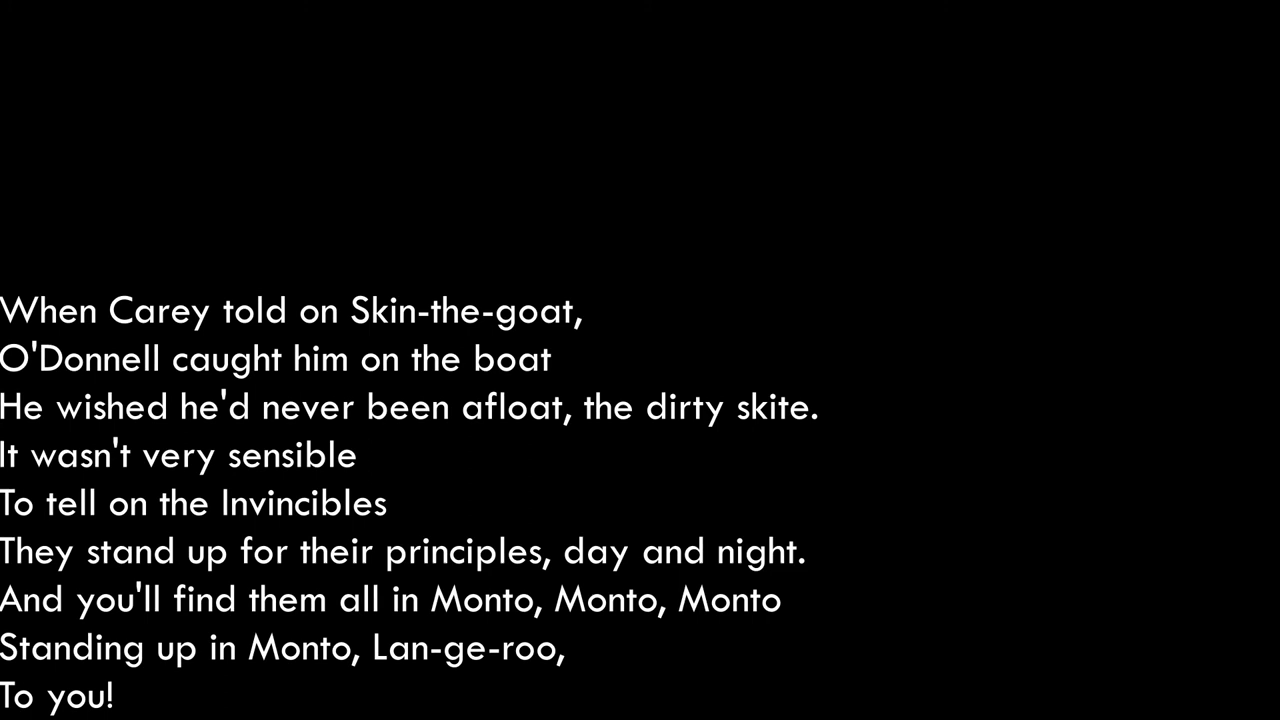 When Carey told on Skin-the-goat,
O'Donnell caught him on the boat
He wished he'd never been afloat, the dirty skite.
It wasn't very sensible
To tell on the Invincibles
They stand up for their principles, day and night.
And you'll find them all in Monto, Monto, Monto
Standing up in Monto, Lan-ge-roo,
To you!